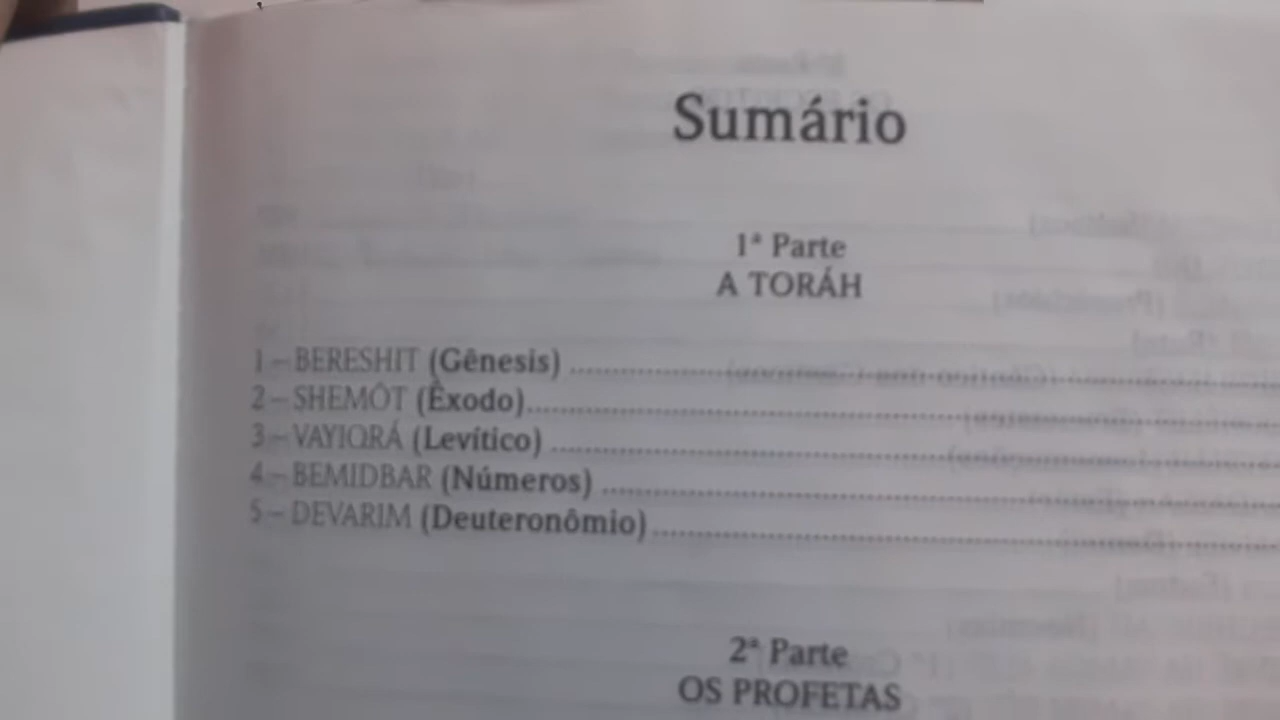 Sumário
1ª Parte
A TORÁH
1 – BERESHIT (Gênesis)
2 – SHEMÔT (Êxodo)
3 – VAYIQRÁ (Levítico)
4 – BEMIDBAR (Números)
5 – DEVARIM (Deuteronômio)
2ª Parte
OS PROFETAS